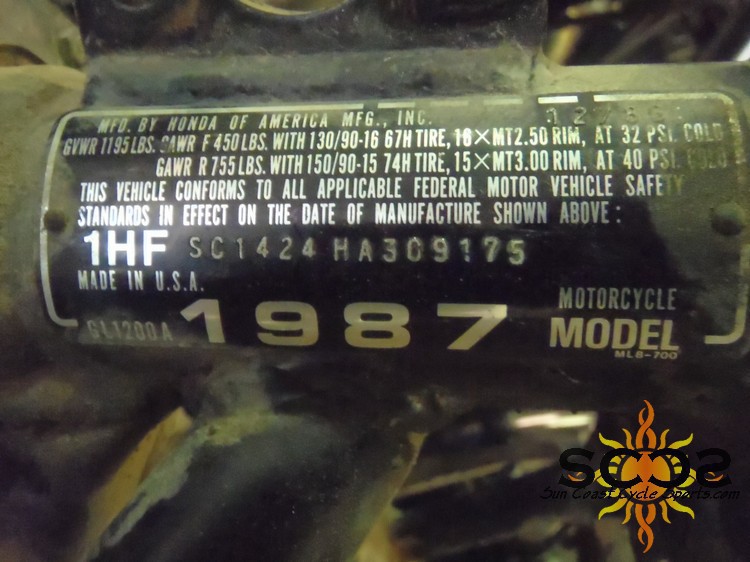 MFD. BY HONDA OF AMERICA MFG., INC. 12/86
GVWR 1195 LBS. GAWR F 450 LBS. WITH 130/90-16 67H TIRE, 16×MT2.50 RIM, AT 32 PSI. COLD
GAWR R 755 LBS. WITH 150/90-15 74H TIRE, 15×MT3.00 RIM, AT 40 PSI. COLD
THIS VEHICLE CONFORMS TO ALL APPLICABLE FEDERAL MOTOR VEHICLE SAFETY
STANDARDS IN EFFECT ON THE DATE OF MANUFACTURE SHOWN ABOVE :
1HF SC1424HA309175
MADE IN U.S.A.
GL1200A 1987 MOTORCYCLE MODEL
ML8-700
SCCS
Sun Coast Cycle Sports.com